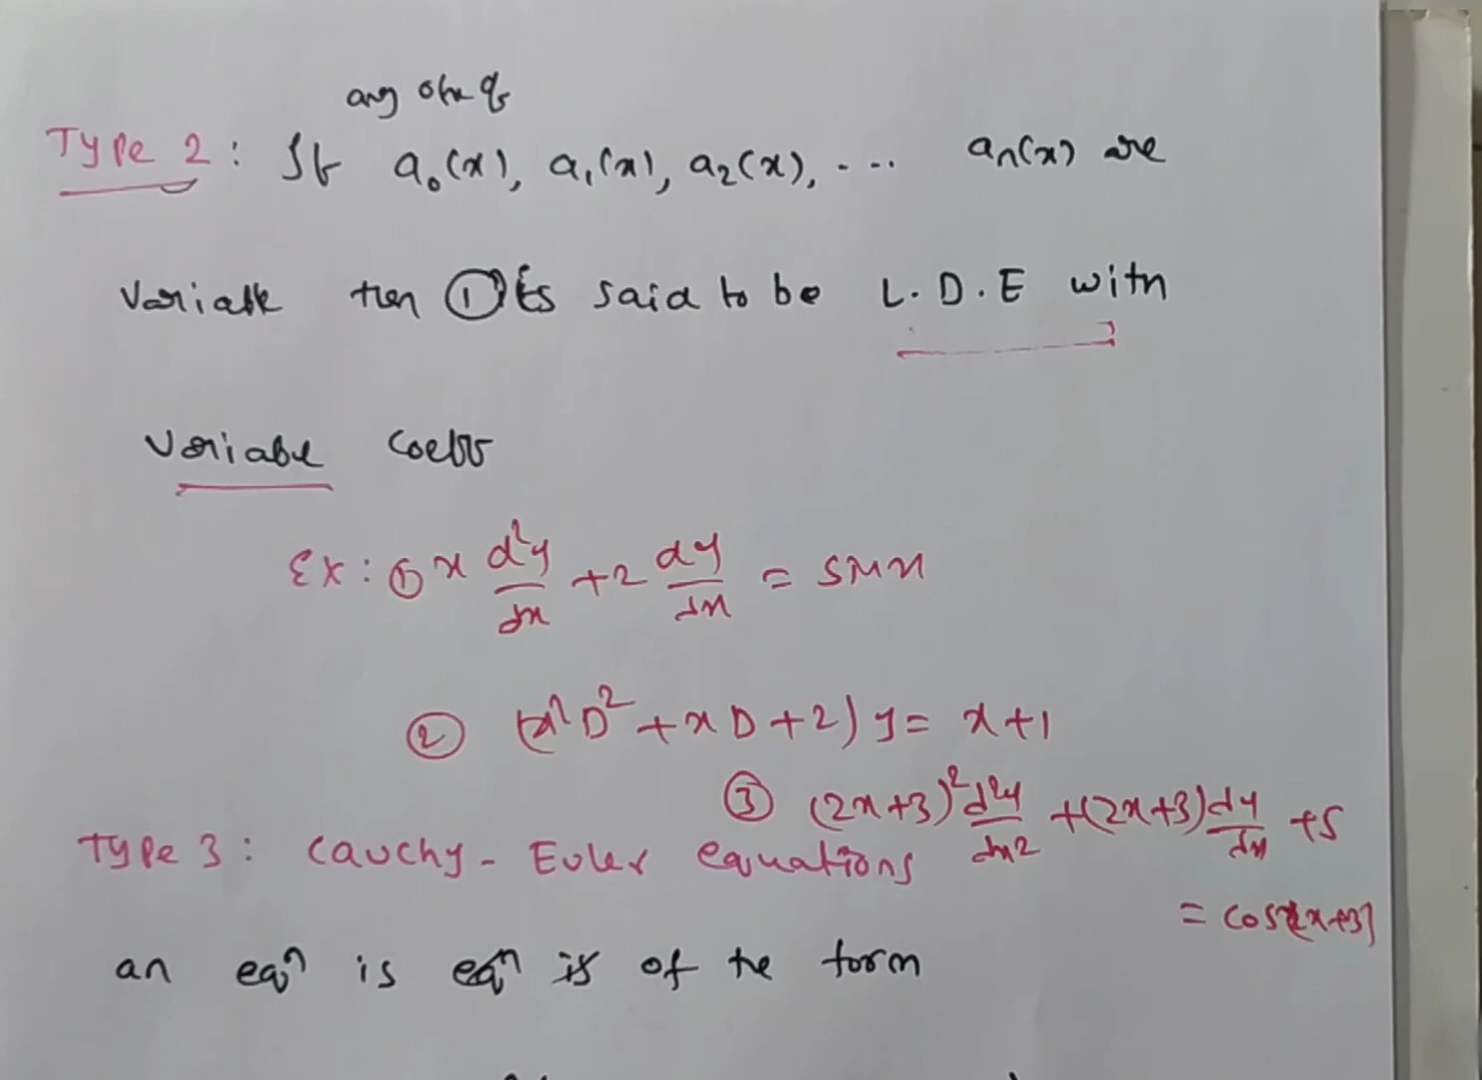 any one of
Type 2: If a₀(x), a₁(x), a₂(x), - - - aₙ(x) are
Variable then ① is said to be L.D.E with
Variable coeff
Ex: ① x d²y/dx + 2 dy/dx = sinx
② (x²D² + xD + 2) y = x+1
③ (2x+3)² d²y/dx² + (2x+3) dy/dx + 5
Type 3: Cauchy - Euler equations
= cos(2x+3)
an eqⁿ is eqⁿ is of the form